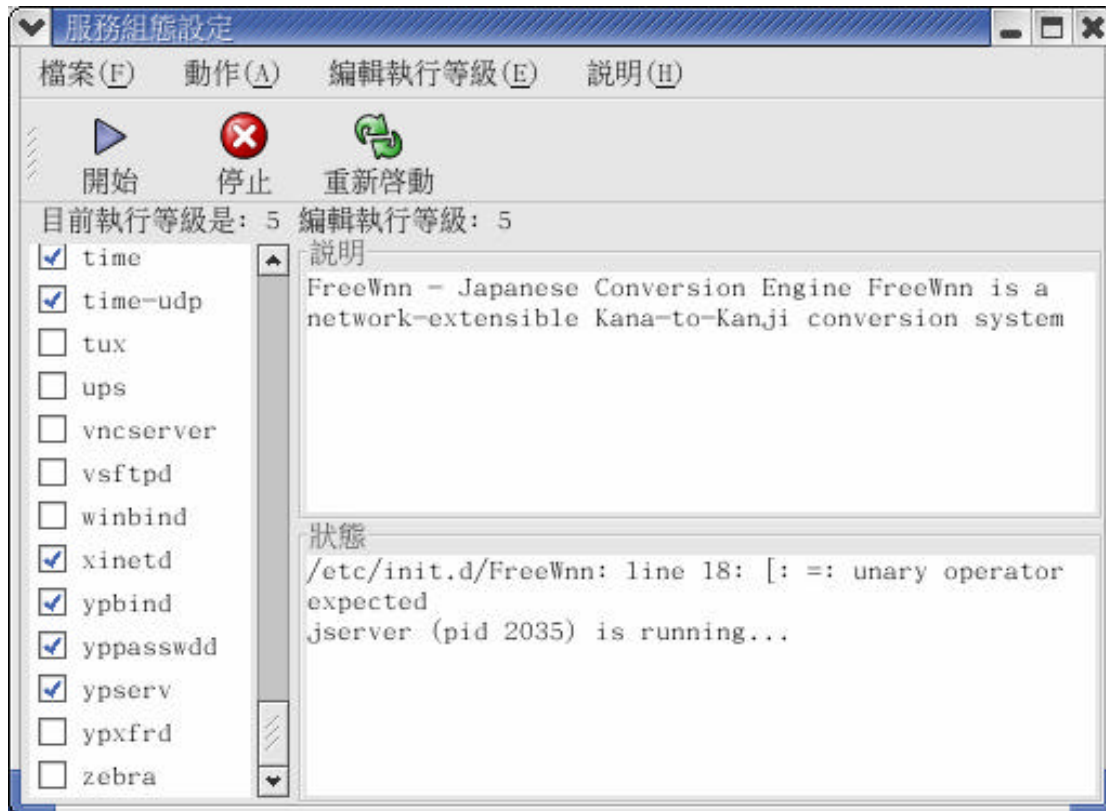 服務組態設定
檔案(F) 動作(A) 編輯執行等級(E) 説明(H)
開始 停止 重新啓動
目前執行等級是: 5 編輯執行等級: 5
time
time-udp
tux
ups
vncserver
vsftpd
winbind
xinetd
ypbind
yppasswdd
ypserv
ypxfrd
zebra
説明
FreeWnn - Japanese Conversion Engine FreeWnn is a
network-extensible Kana-to-Kanji conversion system
狀態
/etc/init.d/FreeWnn: line 18: [: =: unary operator
expected
jserver (pid 2035) is running...